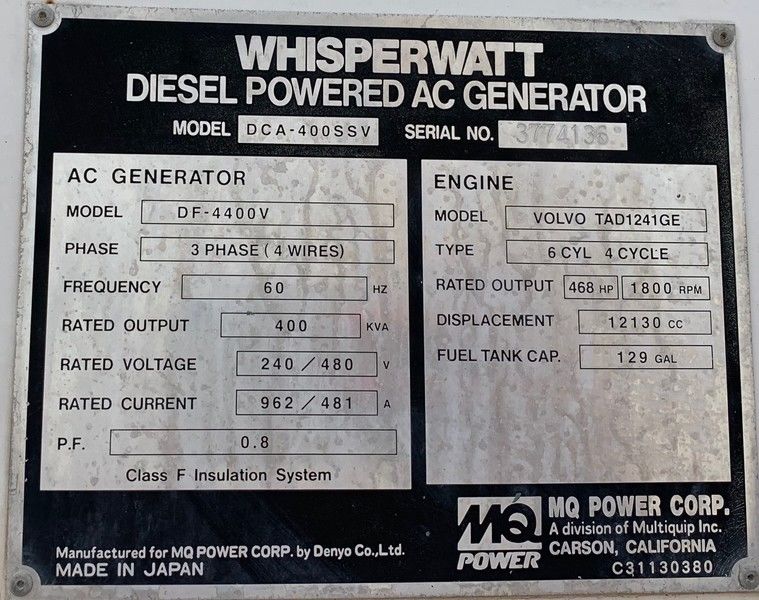 WHISPERWATT
DIESEL POWERED AC GENERATOR
MODEL DCA-400SSV SERIAL NO. 3774136
AC GENERATOR
MODEL DF-4400V
PHASE 3 PHASE ( 4 WIRES)
FREQUENCY 60 HZ
RATED OUTPUT 400 KVA
RATED VOLTAGE 240 / 480 V
RATED CURRENT 962 / 481 A
P.F. 0.8
Class F Insulation System
ENGINE
MODEL VOLVO TAD1241GE
TYPE 6 CYL 4 CYCLE
RATED OUTPUT 468 HP 1800 RPM
DISPLACEMENT 12130 CC
FUEL TANK CAP. 129 GAL
Manufactured for MQ POWER CORP. by Denyo Co.,Ltd.
MADE IN JAPAN
MQ
POWER
MQ POWER CORP.
A division of Multiquip Inc.
CARSON, CALIFORNIA
C31130380